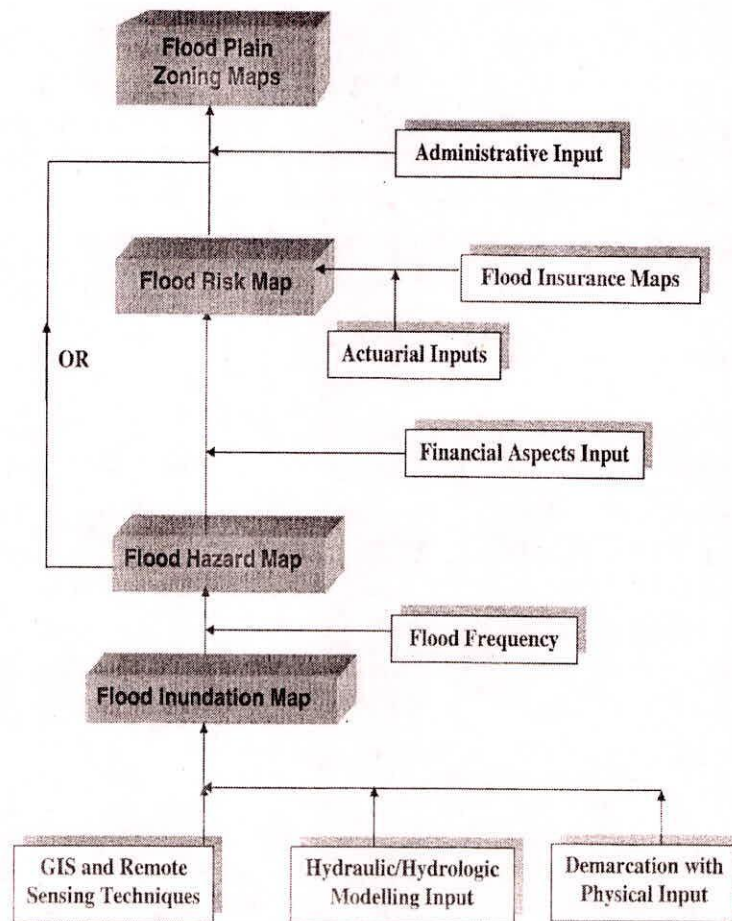 Flood Plain
Zoning Maps
Administrative Input
Flood Risk Map
Flood Insurance Maps
Actuarial Inputs
OR
Financial Aspects Input
Flood Hazard Map
Flood Frequency
Flood Inundation Map
GIS and Remote
Sensing Techniques
Hydraulic/Hydrologic
Modelling Input
Demarcation with
Physical Input